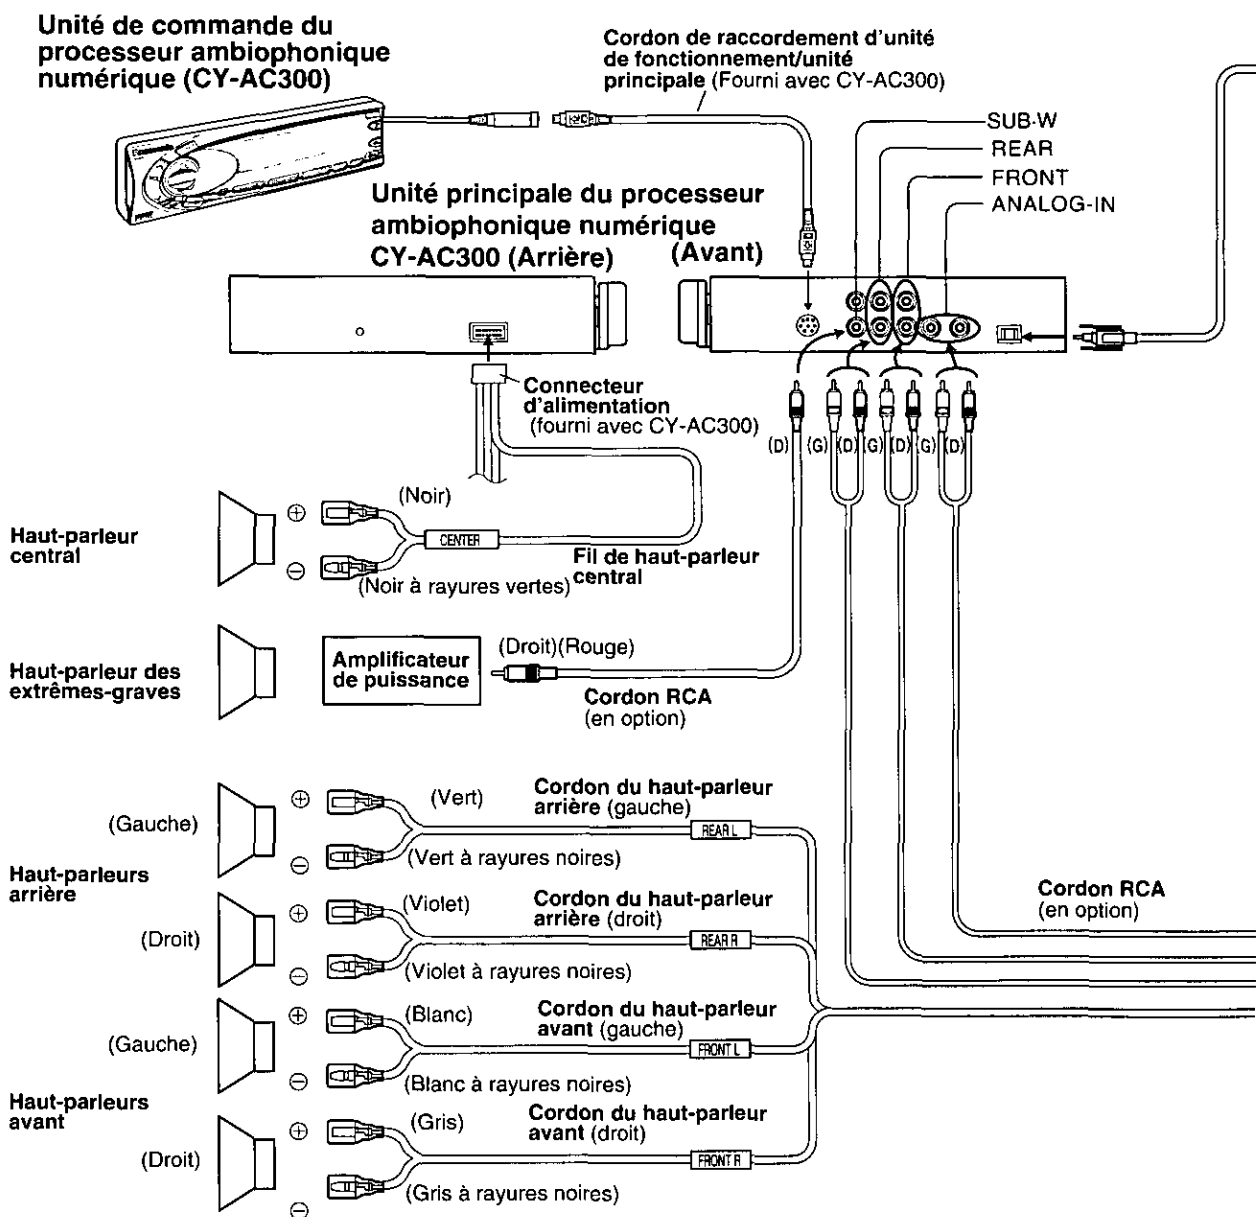 Unité de commande du
processeur ambiophonique
numérique (CY-AC300)
Cordon de raccordement d'unité
de fonctionnement/unité
principale (Fourni avec CY-AC300)
SUB-W
REAR
FRONT
ANALOG-IN
Unité principale du processeur
ambiophonique numérique
CY-AC300 (Arrière)
(Avant)
Connecteur
d'alimentation
(fourni avec CY-AC300)
(D) (G) (D) (G) (D) (G) (D)
Haut-parleur
central
⊕
⊖
(Noir)
CENTER
(Noir à rayures vertes)
Fil de haut-parleur
central
Haut-parleur des
extrêmes-graves
Amplificateur
de puissance
(Droit)(Rouge)
Cordon RCA
(en option)
Haut-parleurs
arrière
(Gauche)
⊕
⊖
(Vert)
(Vert à rayures noires)
Cordon du haut-parleur
arrière (gauche)
REAR L
(Droit)
⊕
⊖
(Violet)
(Violet à rayures noires)
Cordon du haut-parleur
arrière (droit)
REAR R
Cordon RCA
(en option)
Haut-parleurs
avant
(Gauche)
⊕
⊖
(Blanc)
(Blanc à rayures noires)
Cordon du haut-parleur
avant (gauche)
FRONT L
(Droit)
⊕
⊖
(Gris)
(Gris à rayures noires)
Cordon du haut-parleur
avant (droit)
FRONT R